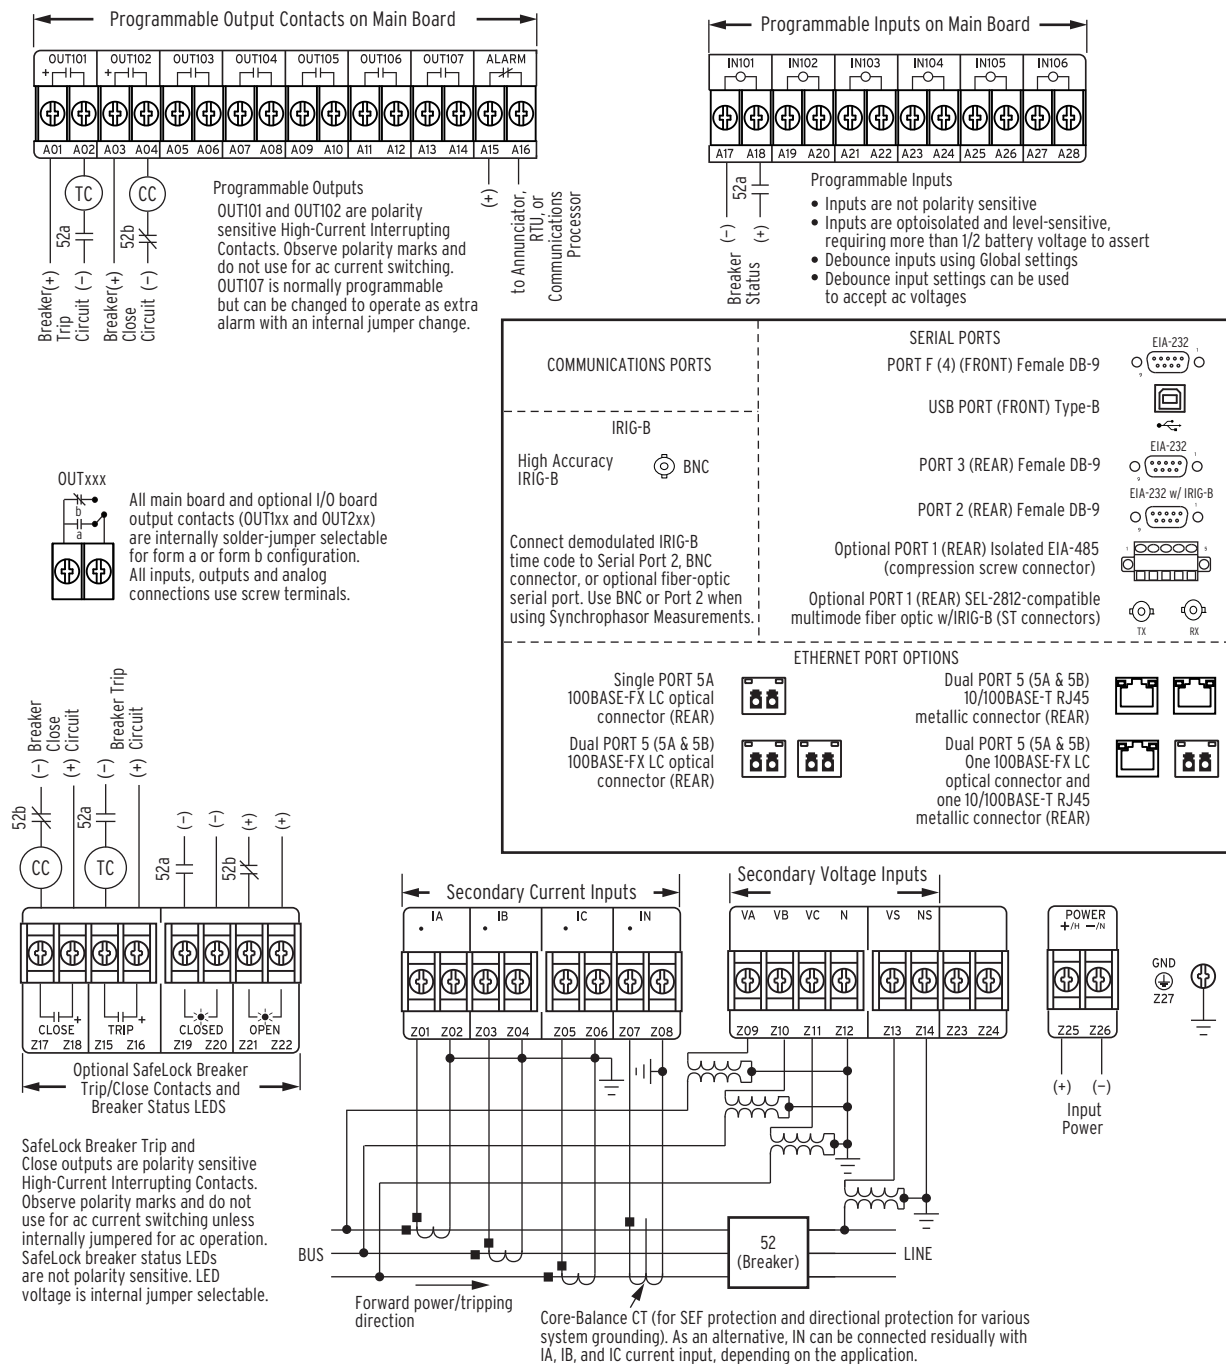 Programmable Output Contacts on Main Board
OUT101 OUT102 OUT103 OUT104 OUT105 OUT106 OUT107 ALARM
+ +
A01 A02 A03 A04 A05 A06 A07 A08 A09 A10 A11 A12 A13 A14 A15 A16
TC CC
52a 52b
Breaker(+)
Trip
Circuit (−)
Breaker(+)
Close
Circuit (−)
(+)
to Annunciator,
RTU, or
Communications
Processor
Programmable Outputs
OUT101 and OUT102 are polarity
sensitive High-Current Interrupting
Contacts. Observe polarity marks and
do not use for ac current switching.
OUT107 is normally programmable
but can be changed to operate as extra
alarm with an internal jumper change.
Programmable Inputs on Main Board
IN101 IN102 IN103 IN104 IN105 IN106
A17 A18 A19 A20 A21 A22 A23 A24 A25 A26 A27 A28
52a
(−) (+)
Breaker
Status
Programmable Inputs
• Inputs are not polarity sensitive
• Inputs are optoisolated and level-sensitive,
requiring more than 1/2 battery voltage to assert
• Debounce inputs using Global settings
• Debounce input settings can be used
to accept ac voltages
OUTxxx
b
a
All main board and optional I/O board
output contacts (OUT1xx and OUT2xx)
are internally solder-jumper selectable
for form a or form b configuration.
All inputs, outputs and analog
connections use screw terminals.
COMMUNICATIONS PORTS
IRIG-B
High Accuracy
IRIG-B
BNC
Connect demodulated IRIG-B
time code to Serial Port 2, BNC
connector, or optional fiber-optic
serial port. Use BNC or Port 2 when
using Synchrophasor Measurements.
SERIAL PORTS
PORT F (4) (FRONT) Female DB-9
EIA-232
1
9
USB PORT (FRONT) Type-B
PORT 3 (REAR) Female DB-9
EIA-232
1
9
PORT 2 (REAR) Female DB-9
EIA-232 w/ IRIG-B
1
9
Optional PORT 1 (REAR) Isolated EIA-485
(compression screw connector)
1 5
Optional PORT 1 (REAR) SEL-2812-compatible
multimode fiber optic w/IRIG-B (ST connectors)
TX RX
ETHERNET PORT OPTIONS
Single PORT 5A
100BASE-FX LC optical
connector (REAR)
Dual PORT 5 (5A & 5B)
100BASE-FX LC optical
connector (REAR)
Dual PORT 5 (5A & 5B)
10/100BASE-T RJ45
metallic connector (REAR)
Dual PORT 5 (5A & 5B)
One 100BASE-FX LC
optical connector and
one 10/100BASE-T RJ45
metallic connector (REAR)
(−) Breaker
Close
(+) Circuit
(−) Breaker Trip
(+) Circuit
52b 52a
CC TC
(−) (−) (+) (+)
52a 52b
+ +
CLOSE TRIP CLOSED OPEN
Z17 Z18 Z15 Z16 Z19 Z20 Z21 Z22
Optional SafeLock Breaker
Trip/Close Contacts and
Breaker Status LEDS
SafeLock Breaker Trip and
Close outputs are polarity sensitive
High-Current Interrupting Contacts.
Observe polarity marks and do not
use for ac current switching unless
internally jumpered for ac operation.
SafeLock breaker status LEDs
are not polarity sensitive. LED
voltage is internal jumper selectable.
Secondary Current Inputs
IA IB IC IN
Z01 Z02 Z03 Z04 Z05 Z06 Z07 Z08
Secondary Voltage Inputs
VA VB VC N VS NS
Z09 Z10 Z11 Z12 Z13 Z14 Z23 Z24
POWER
+/H −/N
Z25 Z26
(+) (−)
Input
Power
GND
Z27
BUS
52
(Breaker)
LINE
Forward power/tripping
direction
Core-Balance CT (for SEF protection and directional protection for various
system grounding). As an alternative, IN can be connected residually with
IA, IB, and IC current input, depending on the application.